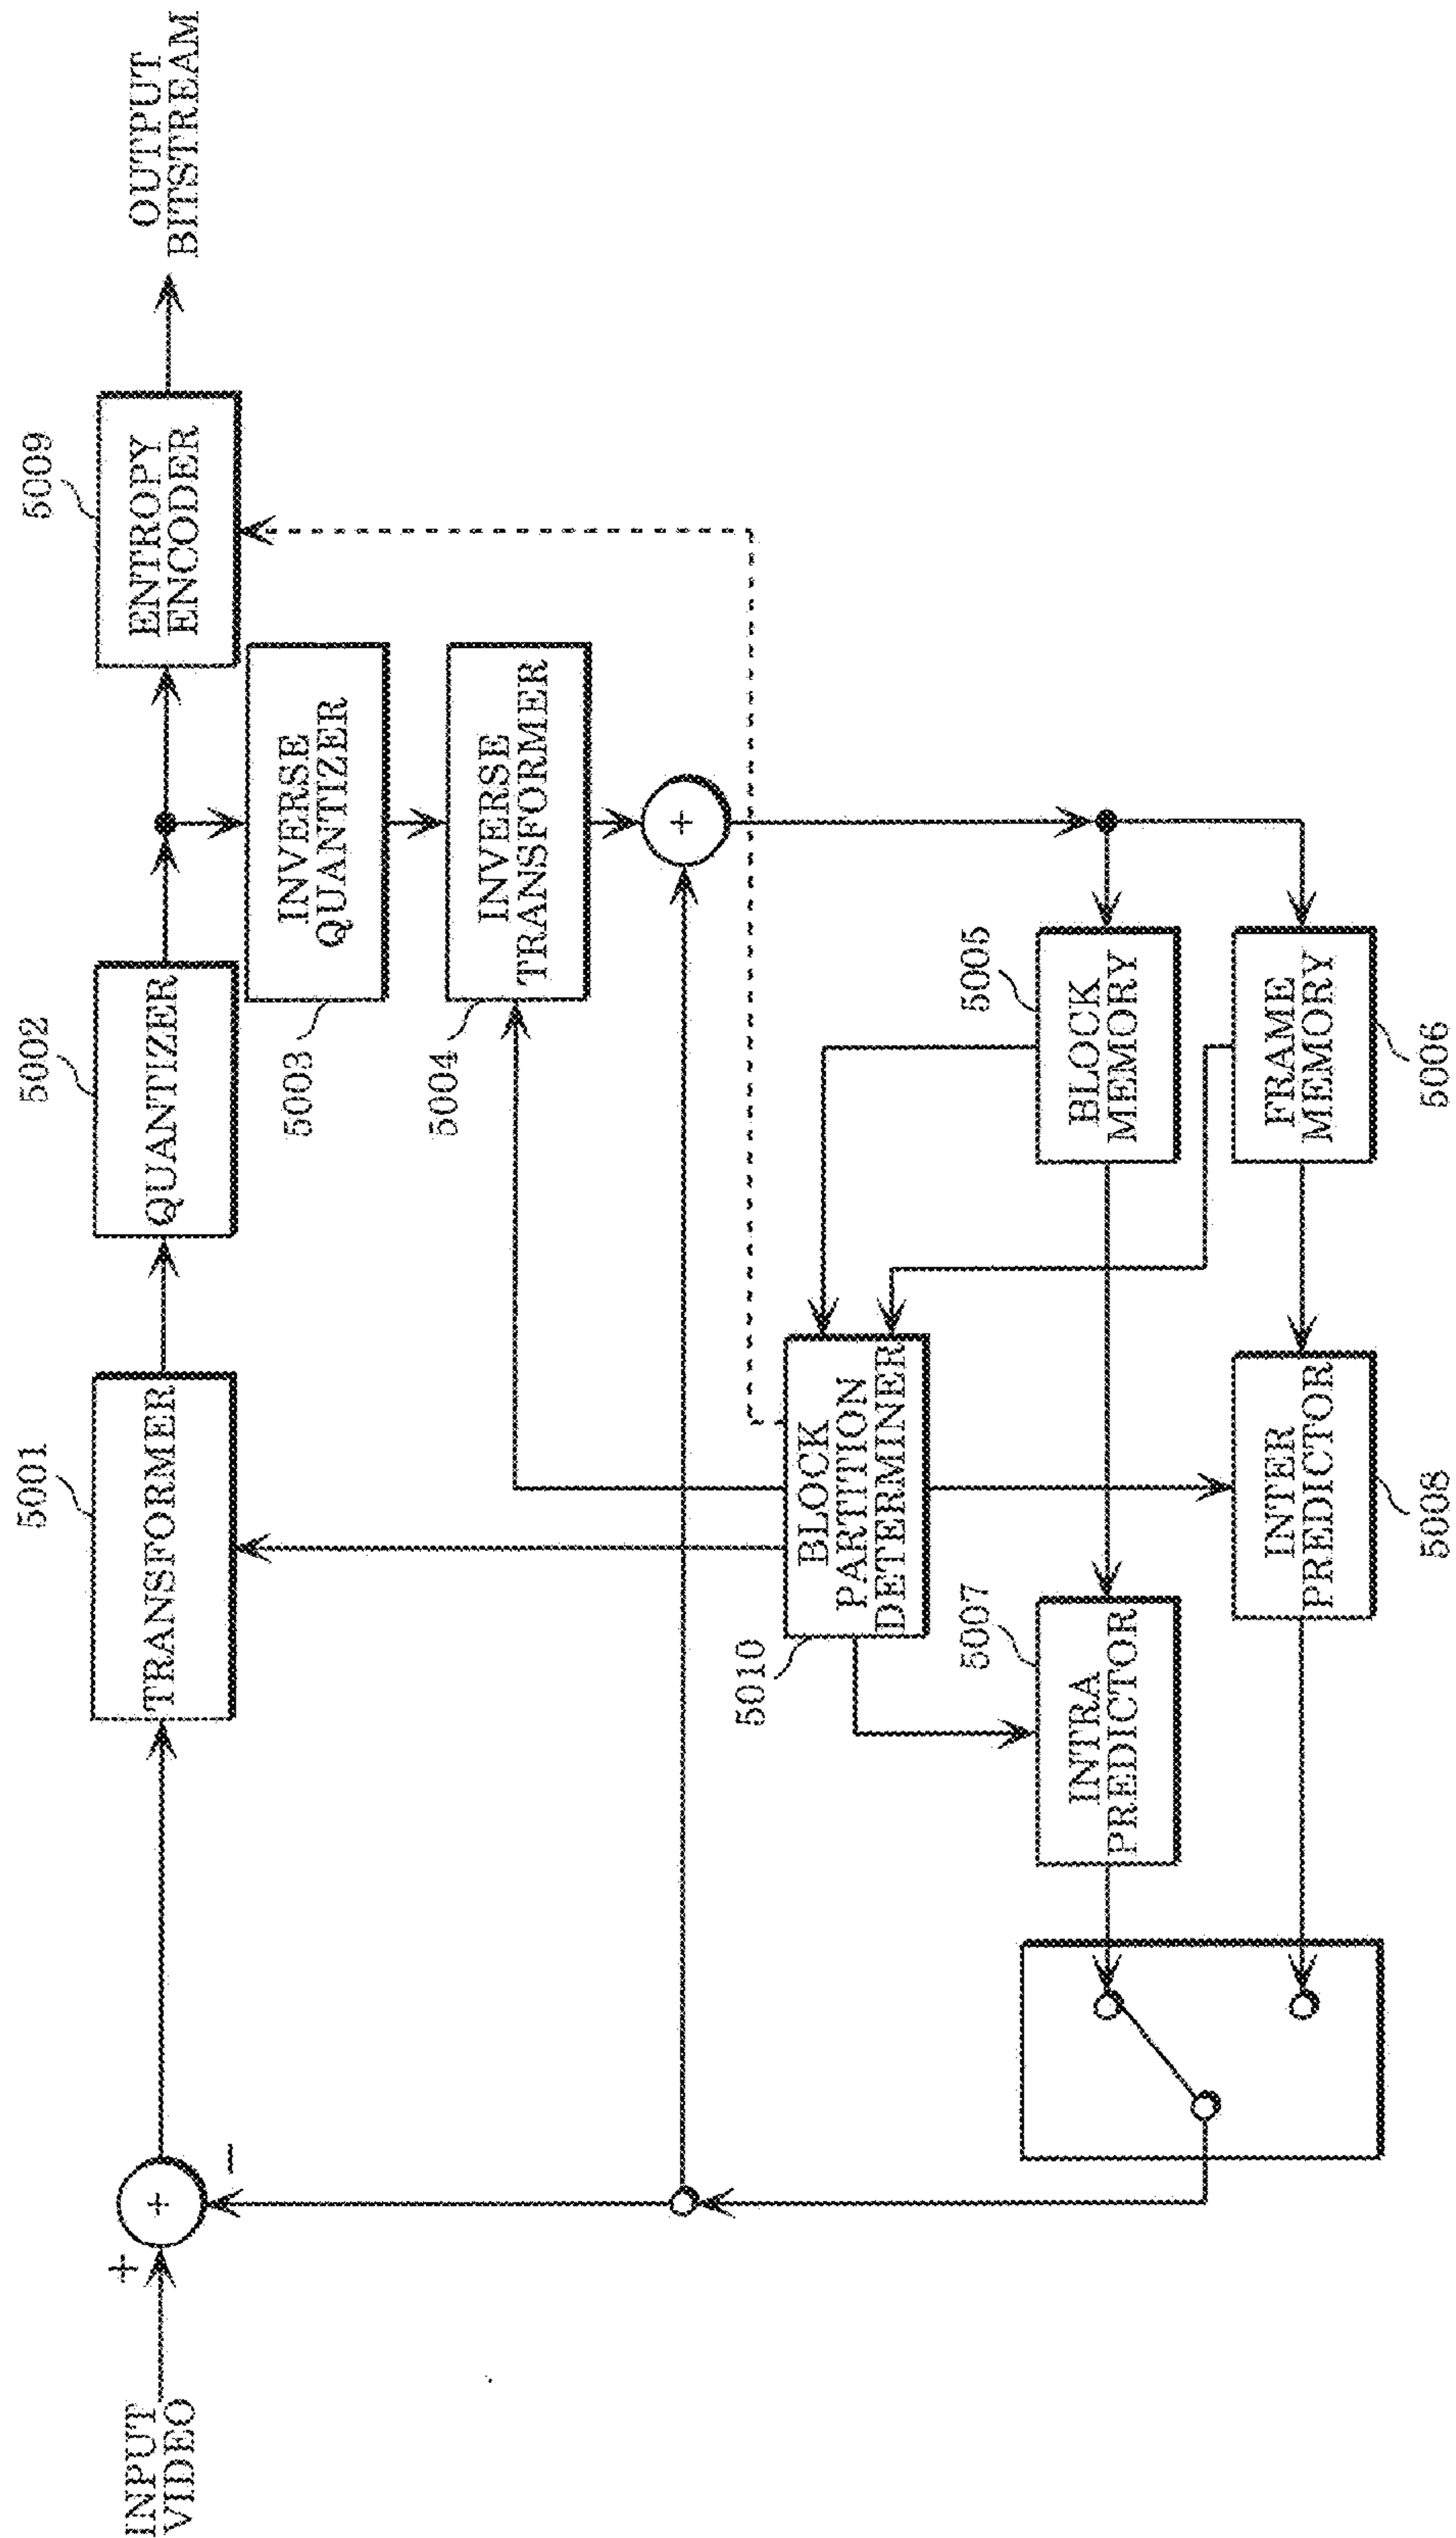 INPUT
VIDEO
+
+
−
5001
TRANSFORMER
5002
QUANTIZER
5009
ENTROPY
ENCODER
OUTPUT
BITSTREAM
5003
INVERSE
QUANTIZER
5004
INVERSE
TRANSFORMER
+
5010
BLOCK
PARTITION
DETERMINER
5005
BLOCK
MEMORY
5007
INTRA
PREDICTOR
FRAME
MEMORY
5006
INTER
PREDICTOR
5008